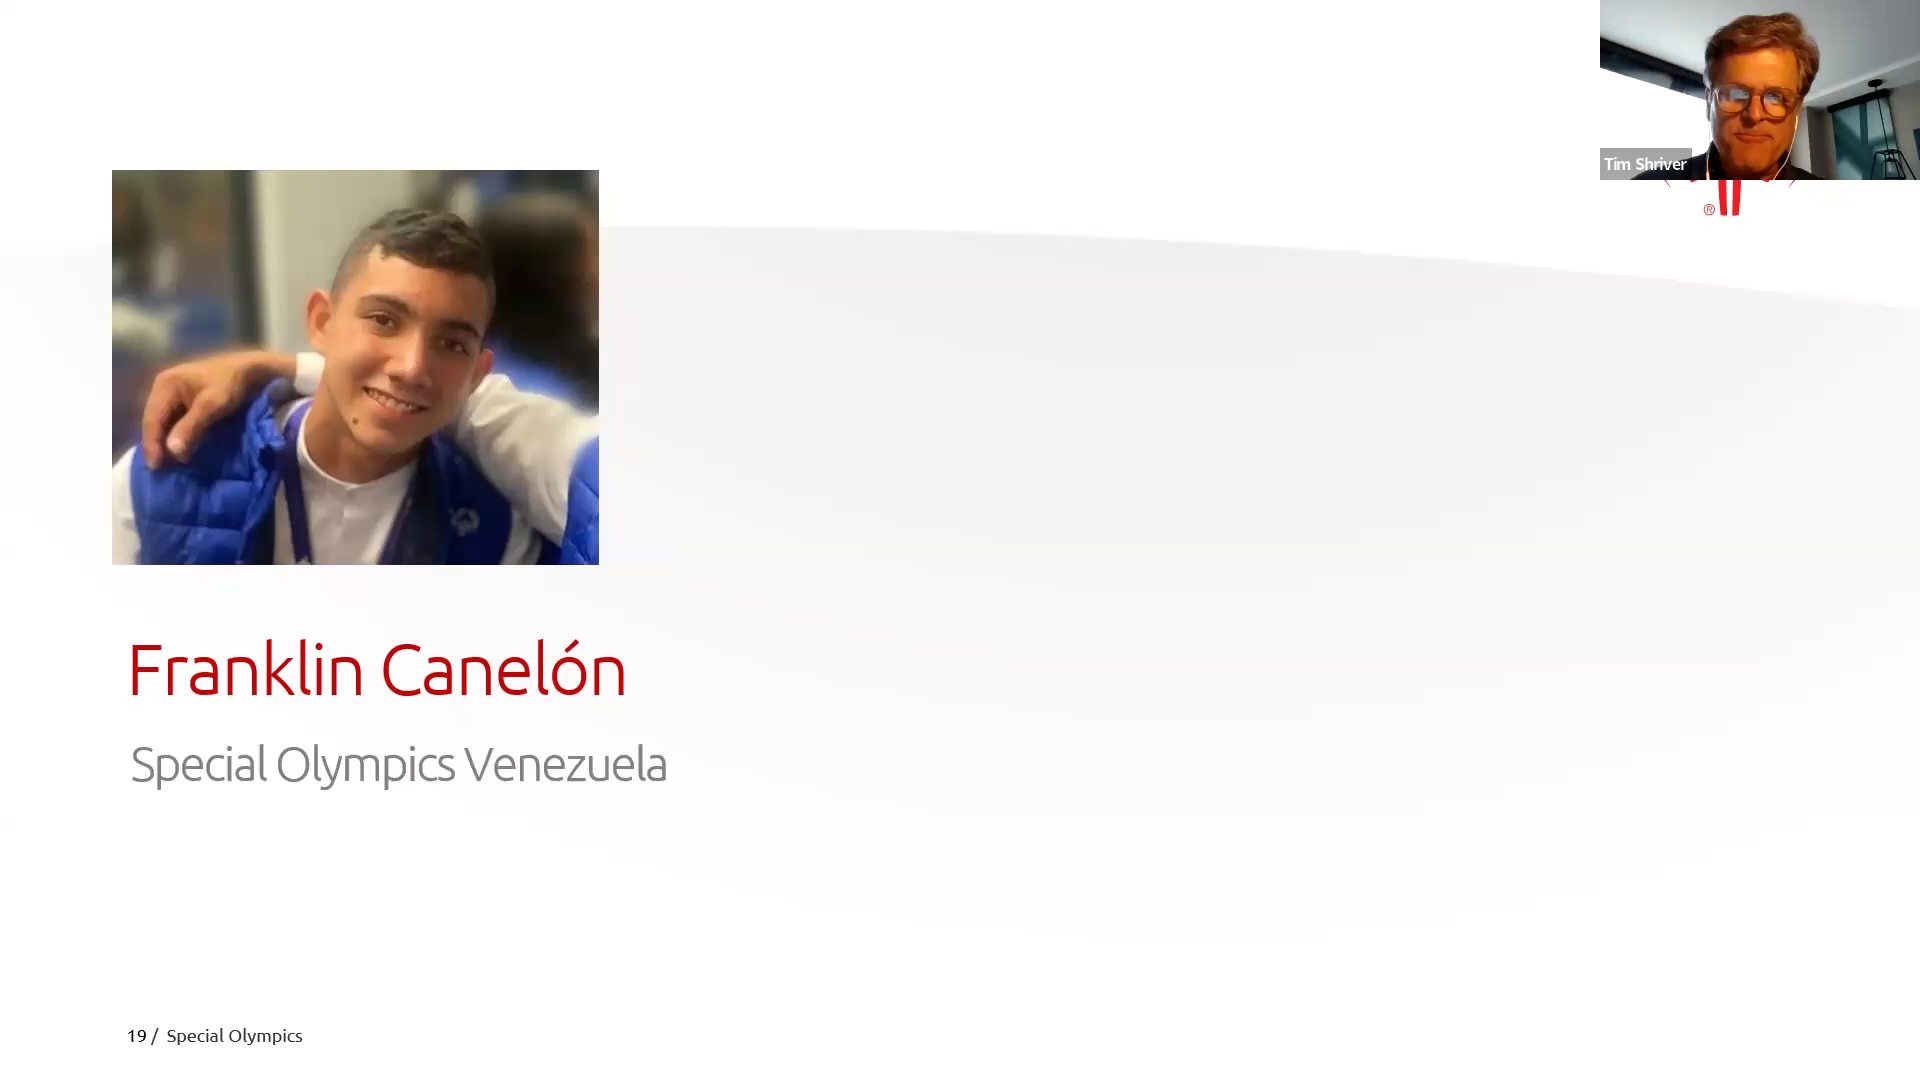 Tim Shriver
®
Franklin Canelón
Special Olympics Venezuela
19 / Special Olympics